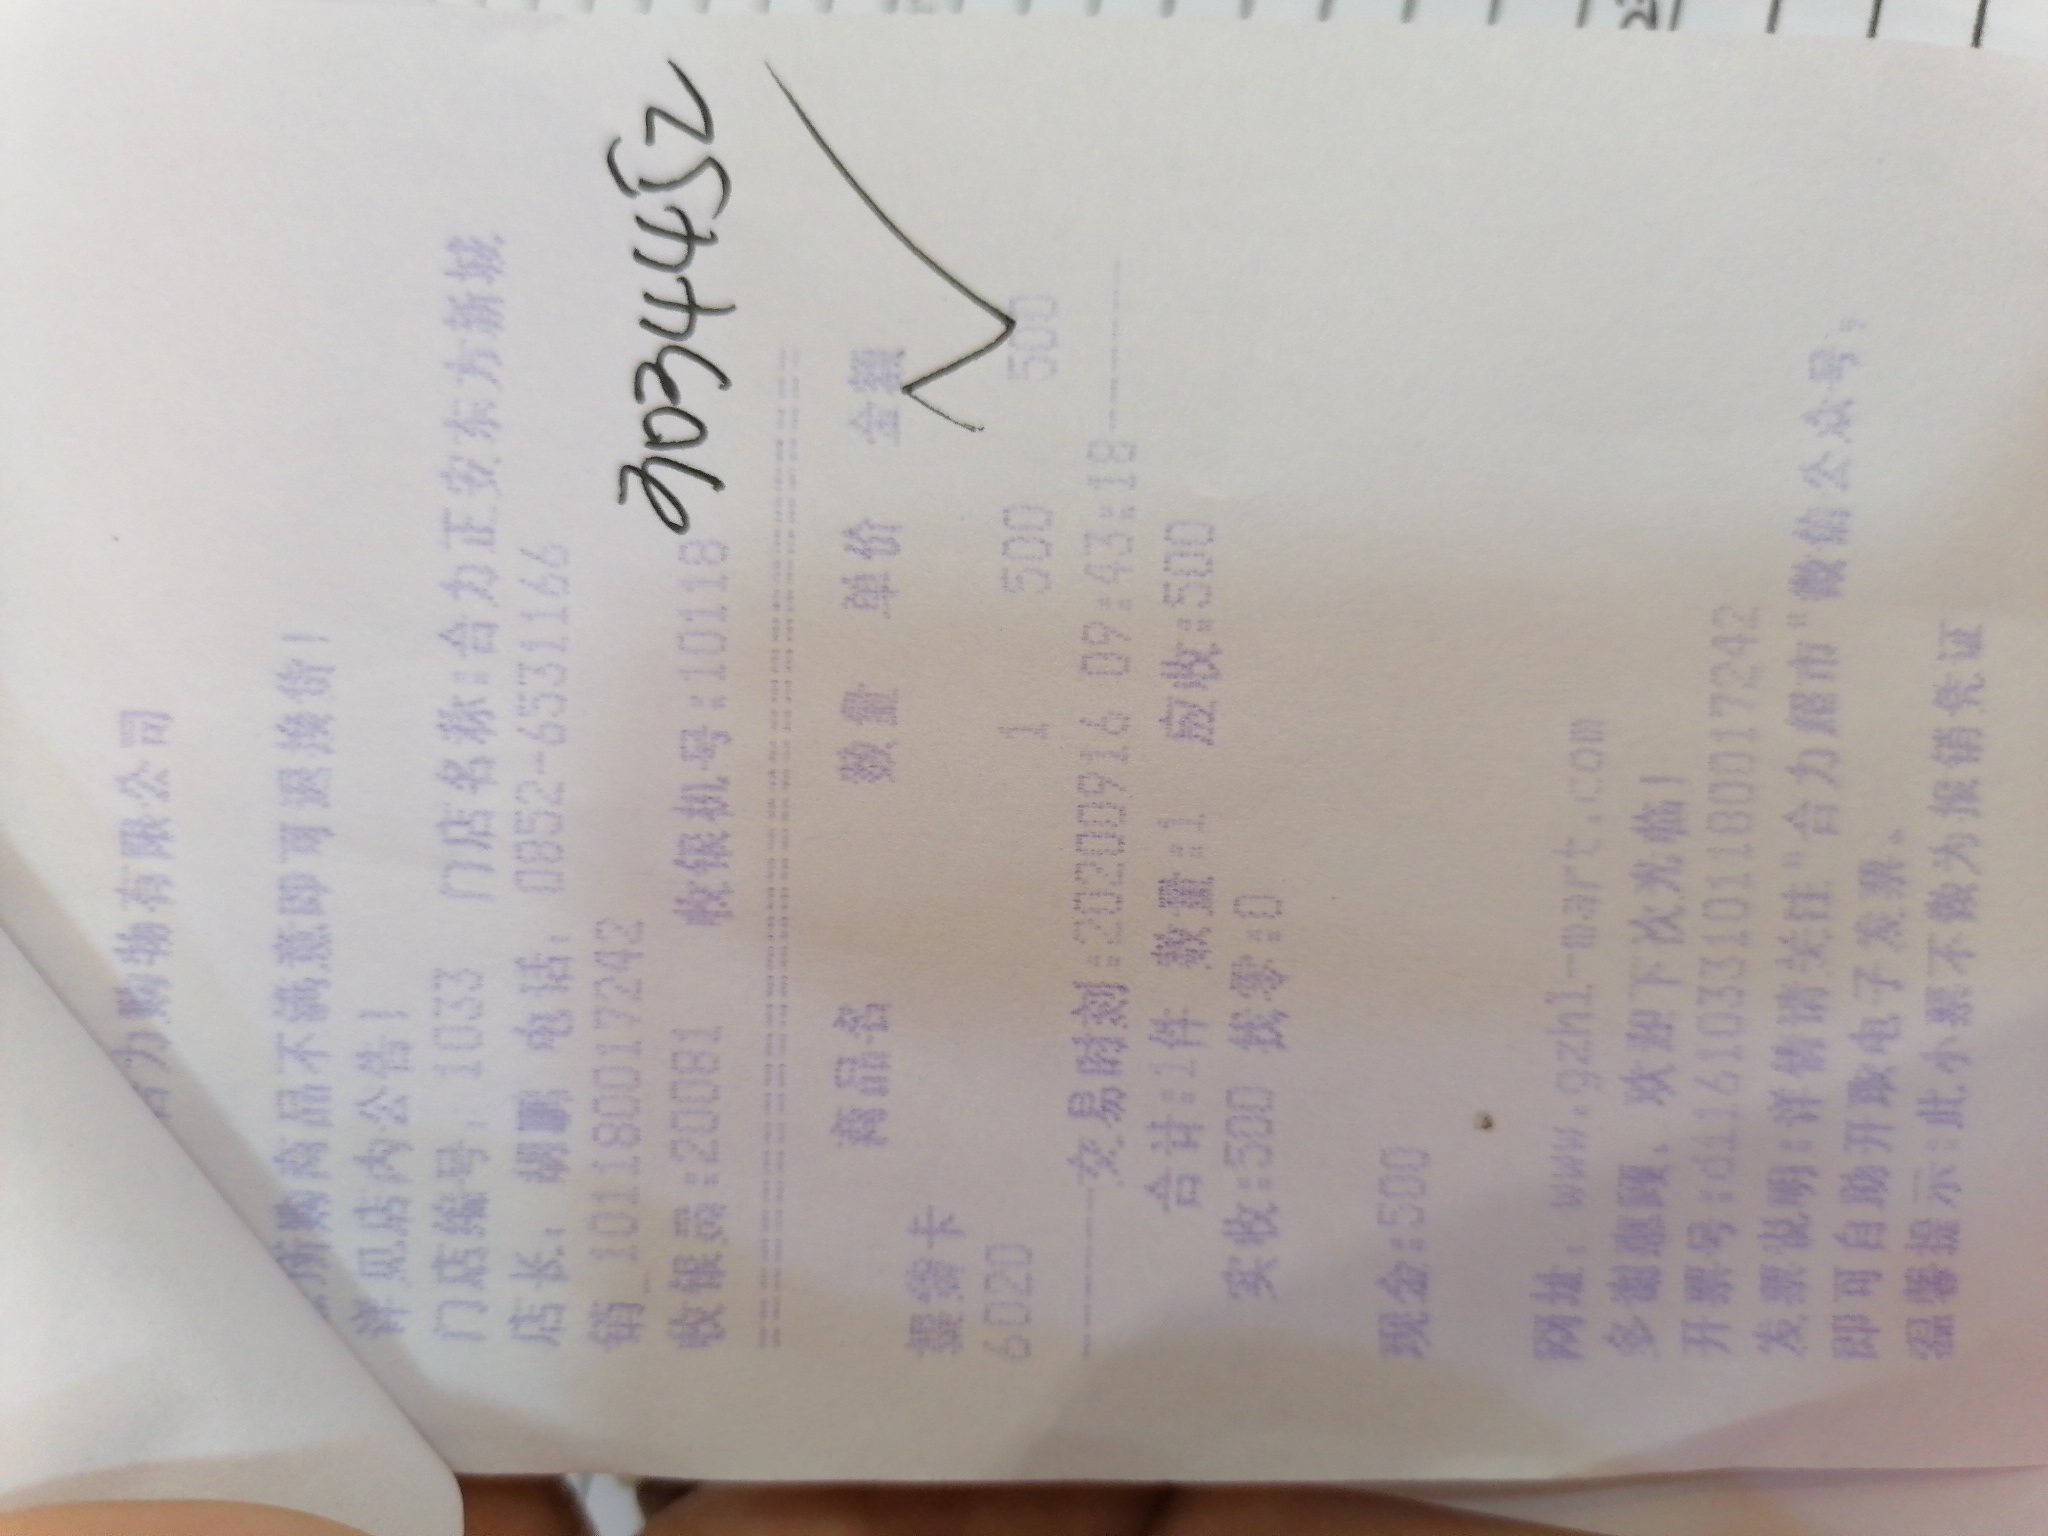 合力购物有限公司
所购商品不满意即可退换货！
详见店内公告！
门店编号：1033 门店名称:合力正安东方新城
店长：胡鹏 电话：0852-6531166
销_101180017242
收银员:20081 收银机号:10118
商品名 数量 单价 金额
提货卡
6020 1 500 500
--------交易时刻:20200916 09:43:18--------
合计:1件 数量:1 应收:500
实收:500 找零:0
现金:500
网址：www.gzhl-mart.com
多谢惠顾，欢迎下次光临！
开票号:d1161033101180017242
发票说明:详情请关注"合力超市"微信公众号，
即可自助开取电子发票。
温馨提示:此小票不做为报销凭证